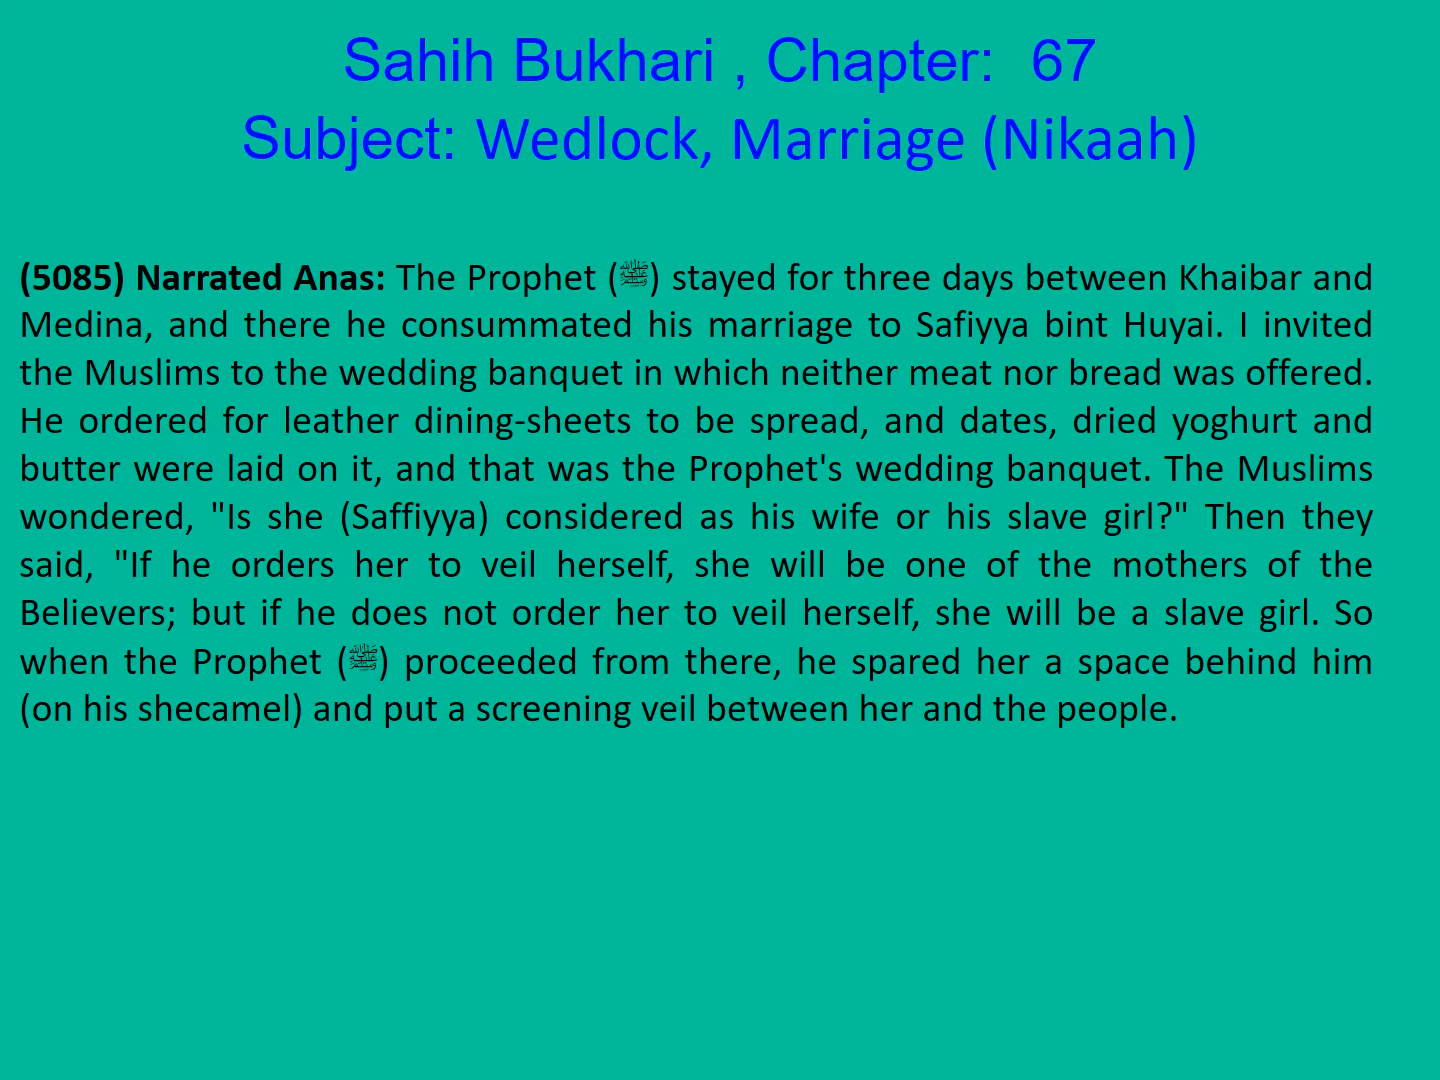 Sahih Bukhari , Chapter:  67
Subject: Wedlock, Marriage (Nikaah)
(5085) Narrated Anas: The Prophet (ﷺ) stayed for three days between Khaibar and
Medina, and there he consummated his marriage to Safiyya bint Huyai. I invited
the Muslims to the wedding banquet in which neither meat nor bread was offered.
He ordered for leather dining-sheets to be spread, and dates, dried yoghurt and
butter were laid on it, and that was the Prophet's wedding banquet. The Muslims
wondered, "Is she (Saffiyya) considered as his wife or his slave girl?" Then they
said, "If he orders her to veil herself, she will be one of the mothers of the
Believers; but if he does not order her to veil herself, she will be a slave girl. So
when the Prophet (ﷺ) proceeded from there, he spared her a space behind him
(on his shecamel) and put a screening veil between her and the people.